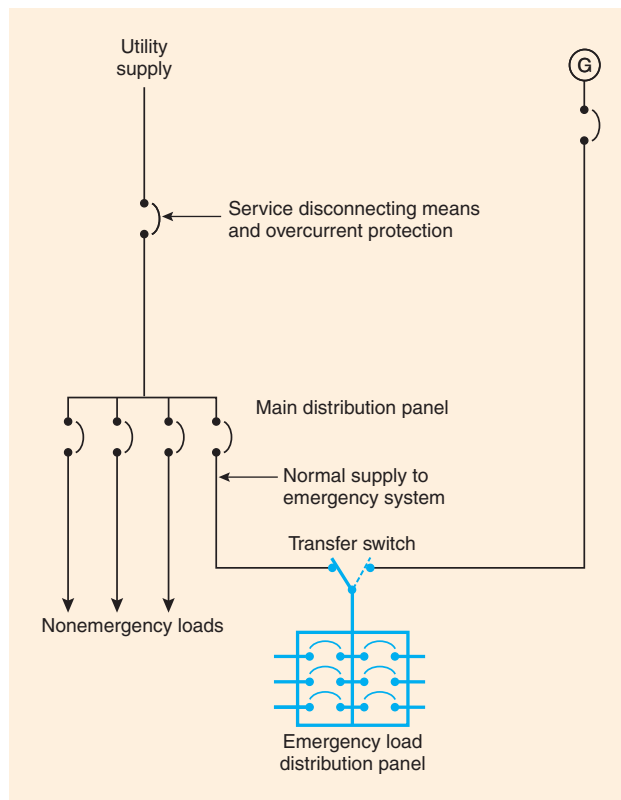 Utility
supply
G
Service disconnecting means
and overcurrent protection
Main distribution panel
Normal supply to
emergency system
Transfer switch
Nonemergency loads
Emergency load
distribution panel